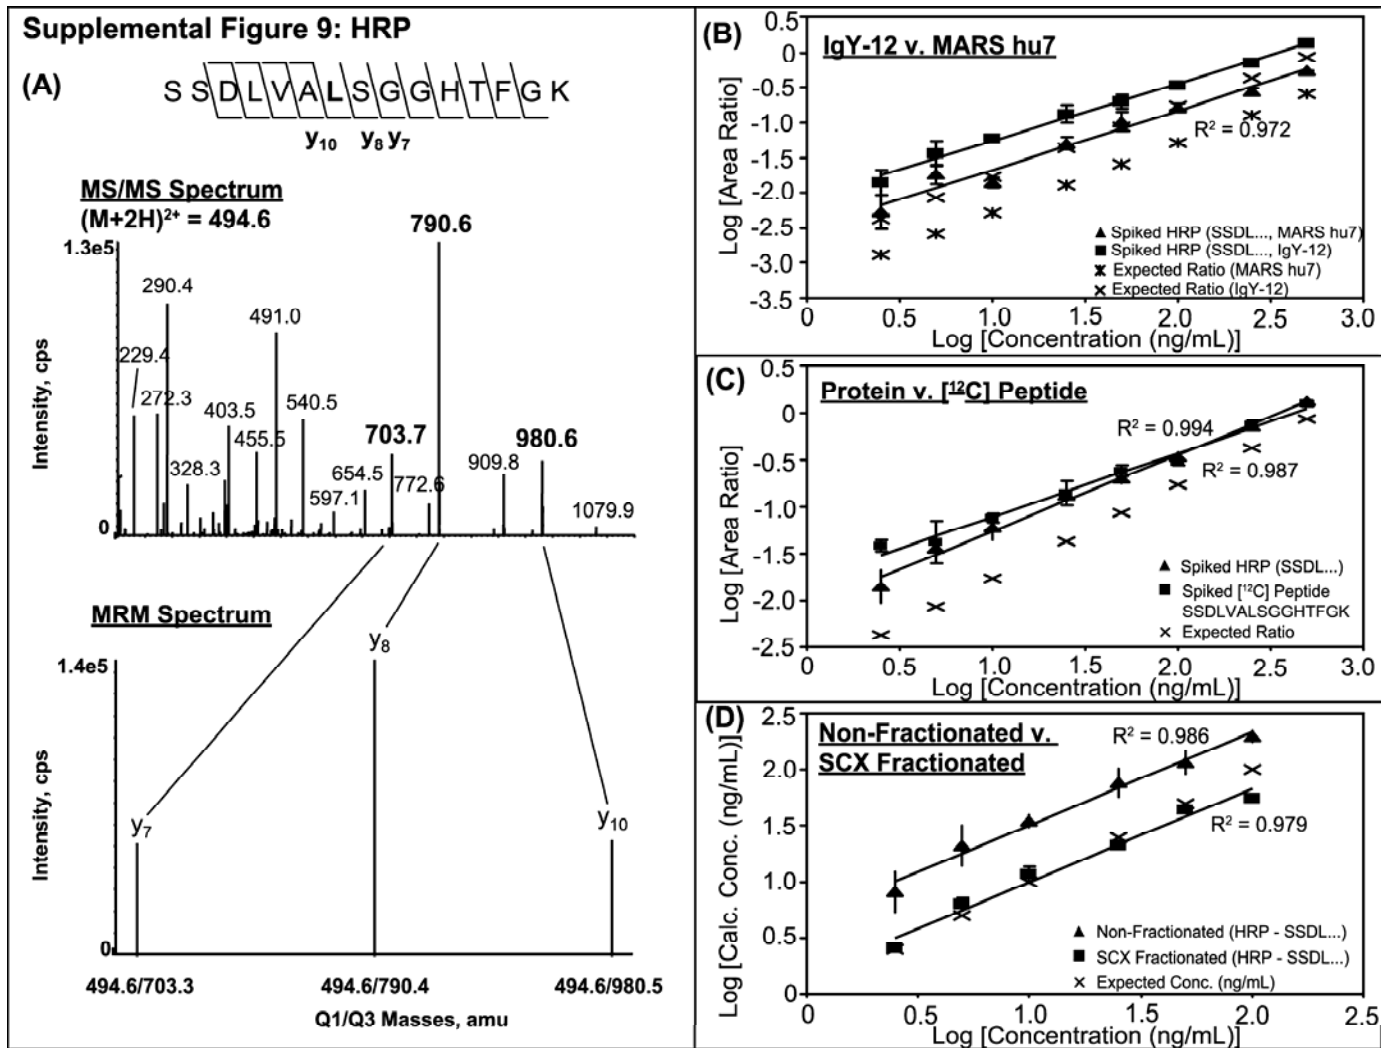 Supplemental Figure 9: HRP
(A)
S S D L V A L S G G H T F G K
y10 y8 y7
MS/MS Spectrum
(M+2H)2+ = 494.6
1.3e5
790.6
290.4
491.0
229.4
272.3
403.5
540.5
703.7
980.6
455.5
328.3
654.5
909.8
597.1
772.6
1079.9
0
Intensity, cps
MRM Spectrum
1.4e5
y8
y7
y10
Intensity, cps
0
494.6/703.3 494.6/790.4 494.6/980.5
Q1/Q3 Masses, amu
(B)
IgY-12 v. MARS hu7
0.5
0
-0.5
-1.0
-1.5
-2.0
-2.5
-3.0
-3.5
Log [Area Ratio]
R2 = 0.972
Spiked HRP (SSDL..., MARS hu7)
Spiked HRP (SSDL..., IgY-12)
Expected Ratio (MARS hu7)
Expected Ratio (IgY-12)
0 0.5 1.0 1.5 2.0 2.5 3.0
Log [Concentration (ng/mL)]
(C)
Protein v. [12C] Peptide
0.5
0
-0.5
-1.0
-1.5
-2.0
-2.5
Log [Area Ratio]
R2 = 0.994
R2 = 0.987
Spiked HRP (SSDL...)
Spiked [12C] Peptide
SSDLVALSGGHTFGK
Expected Ratio
0 0.5 1.0 1.5 2.0 2.5 3.0
Log [Concentration (ng/mL)]
(D)
Non-Fractionated v.
SCX Fractionated
2.5
2.0
1.5
1.0
0.5
0
Log [Calc. Conc. (ng/mL)]
R2 = 0.986
R2 = 0.979
Non-Fractionated (HRP - SSDL...)
SCX Fractionated (HRP - SSDL...)
Expected Conc. (ng/mL)
0 0.5 1.0 1.5 2.0 2.5
Log [Concentration (ng/mL)]